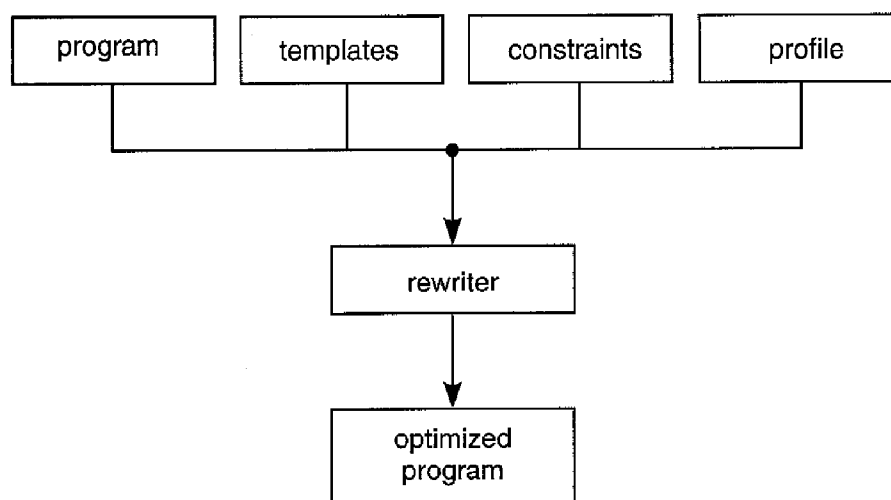 program
templates
constraints
profile
rewriter
optimized
program